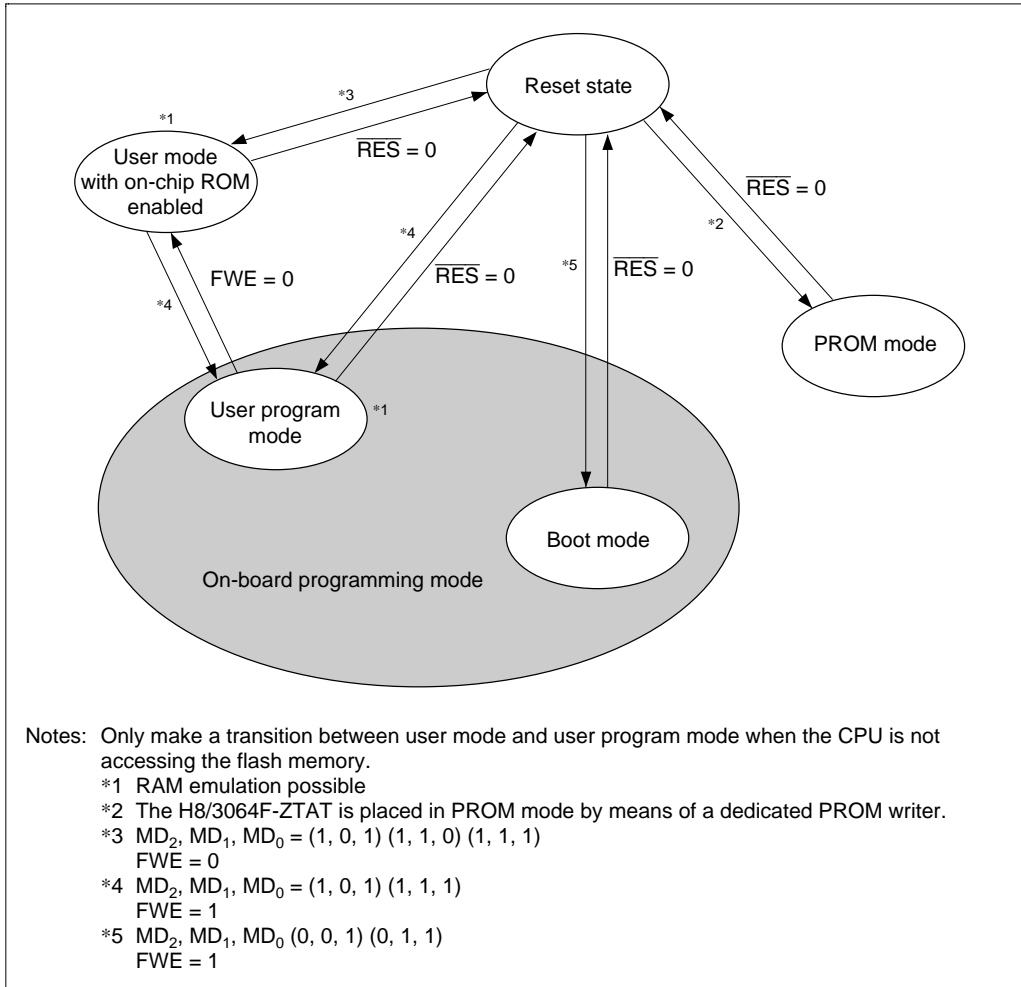 Reset state
*3
*1
User mode
with on-chip ROM
enabled
R̅E̅S̅ = 0
R̅E̅S̅ = 0
*2
*4
*5
R̅E̅S̅ = 0
R̅E̅S̅ = 0
FWE = 0
*4
PROM mode
User program
mode
*1
Boot mode
On-board programming mode
Notes: Only make a transition between user mode and user program mode when the CPU is not
accessing the flash memory.
*1 RAM emulation possible
*2 The H8/3064F-ZTAT is placed in PROM mode by means of a dedicated PROM writer.
*3 MD₂, MD₁, MD₀ = (1, 0, 1) (1, 1, 0) (1, 1, 1)
FWE = 0
*4 MD₂, MD₁, MD₀ = (1, 0, 1) (1, 1, 1)
FWE = 1
*5 MD₂, MD₁, MD₀ (0, 0, 1) (0, 1, 1)
FWE = 1